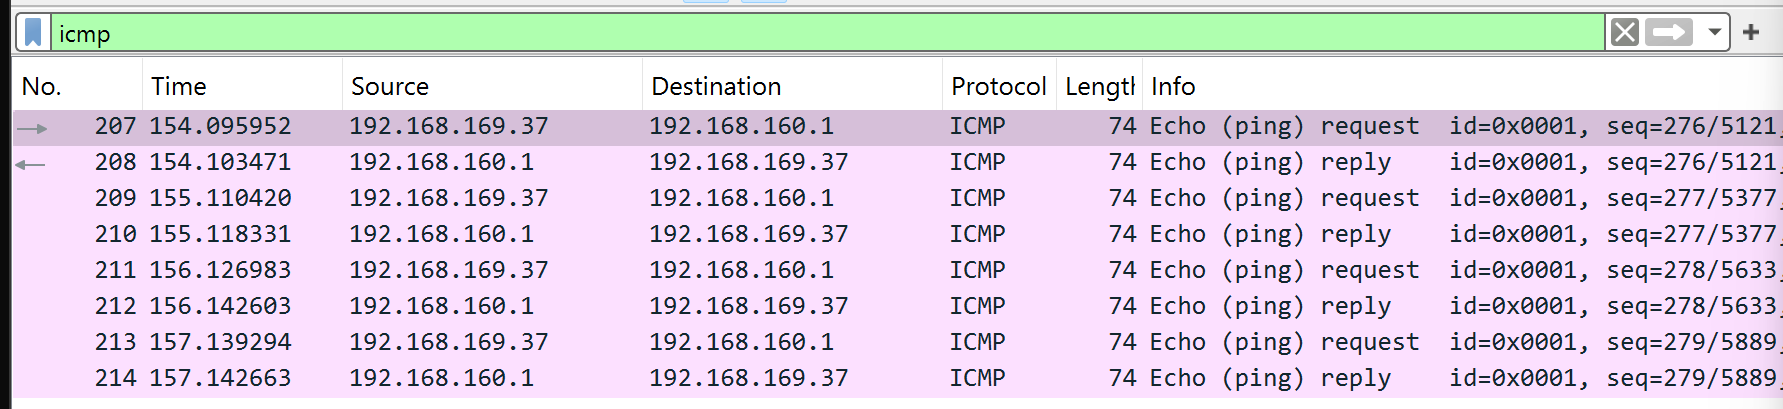 icmp
No. Time Source Destination Protocol Length Info
207 154.095952 192.168.169.37 192.168.160.1 ICMP 74 Echo (ping) request id=0x0001, seq=276/5121,
208 154.103471 192.168.160.1 192.168.169.37 ICMP 74 Echo (ping) reply id=0x0001, seq=276/5121,
209 155.110420 192.168.169.37 192.168.160.1 ICMP 74 Echo (ping) request id=0x0001, seq=277/5377,
210 155.118331 192.168.160.1 192.168.169.37 ICMP 74 Echo (ping) reply id=0x0001, seq=277/5377,
211 156.126983 192.168.169.37 192.168.160.1 ICMP 74 Echo (ping) request id=0x0001, seq=278/5633,
212 156.142603 192.168.160.1 192.168.169.37 ICMP 74 Echo (ping) reply id=0x0001, seq=278/5633,
213 157.139294 192.168.169.37 192.168.160.1 ICMP 74 Echo (ping) request id=0x0001, seq=279/5889,
214 157.142663 192.168.160.1 192.168.169.37 ICMP 74 Echo (ping) reply id=0x0001, seq=279/5889,